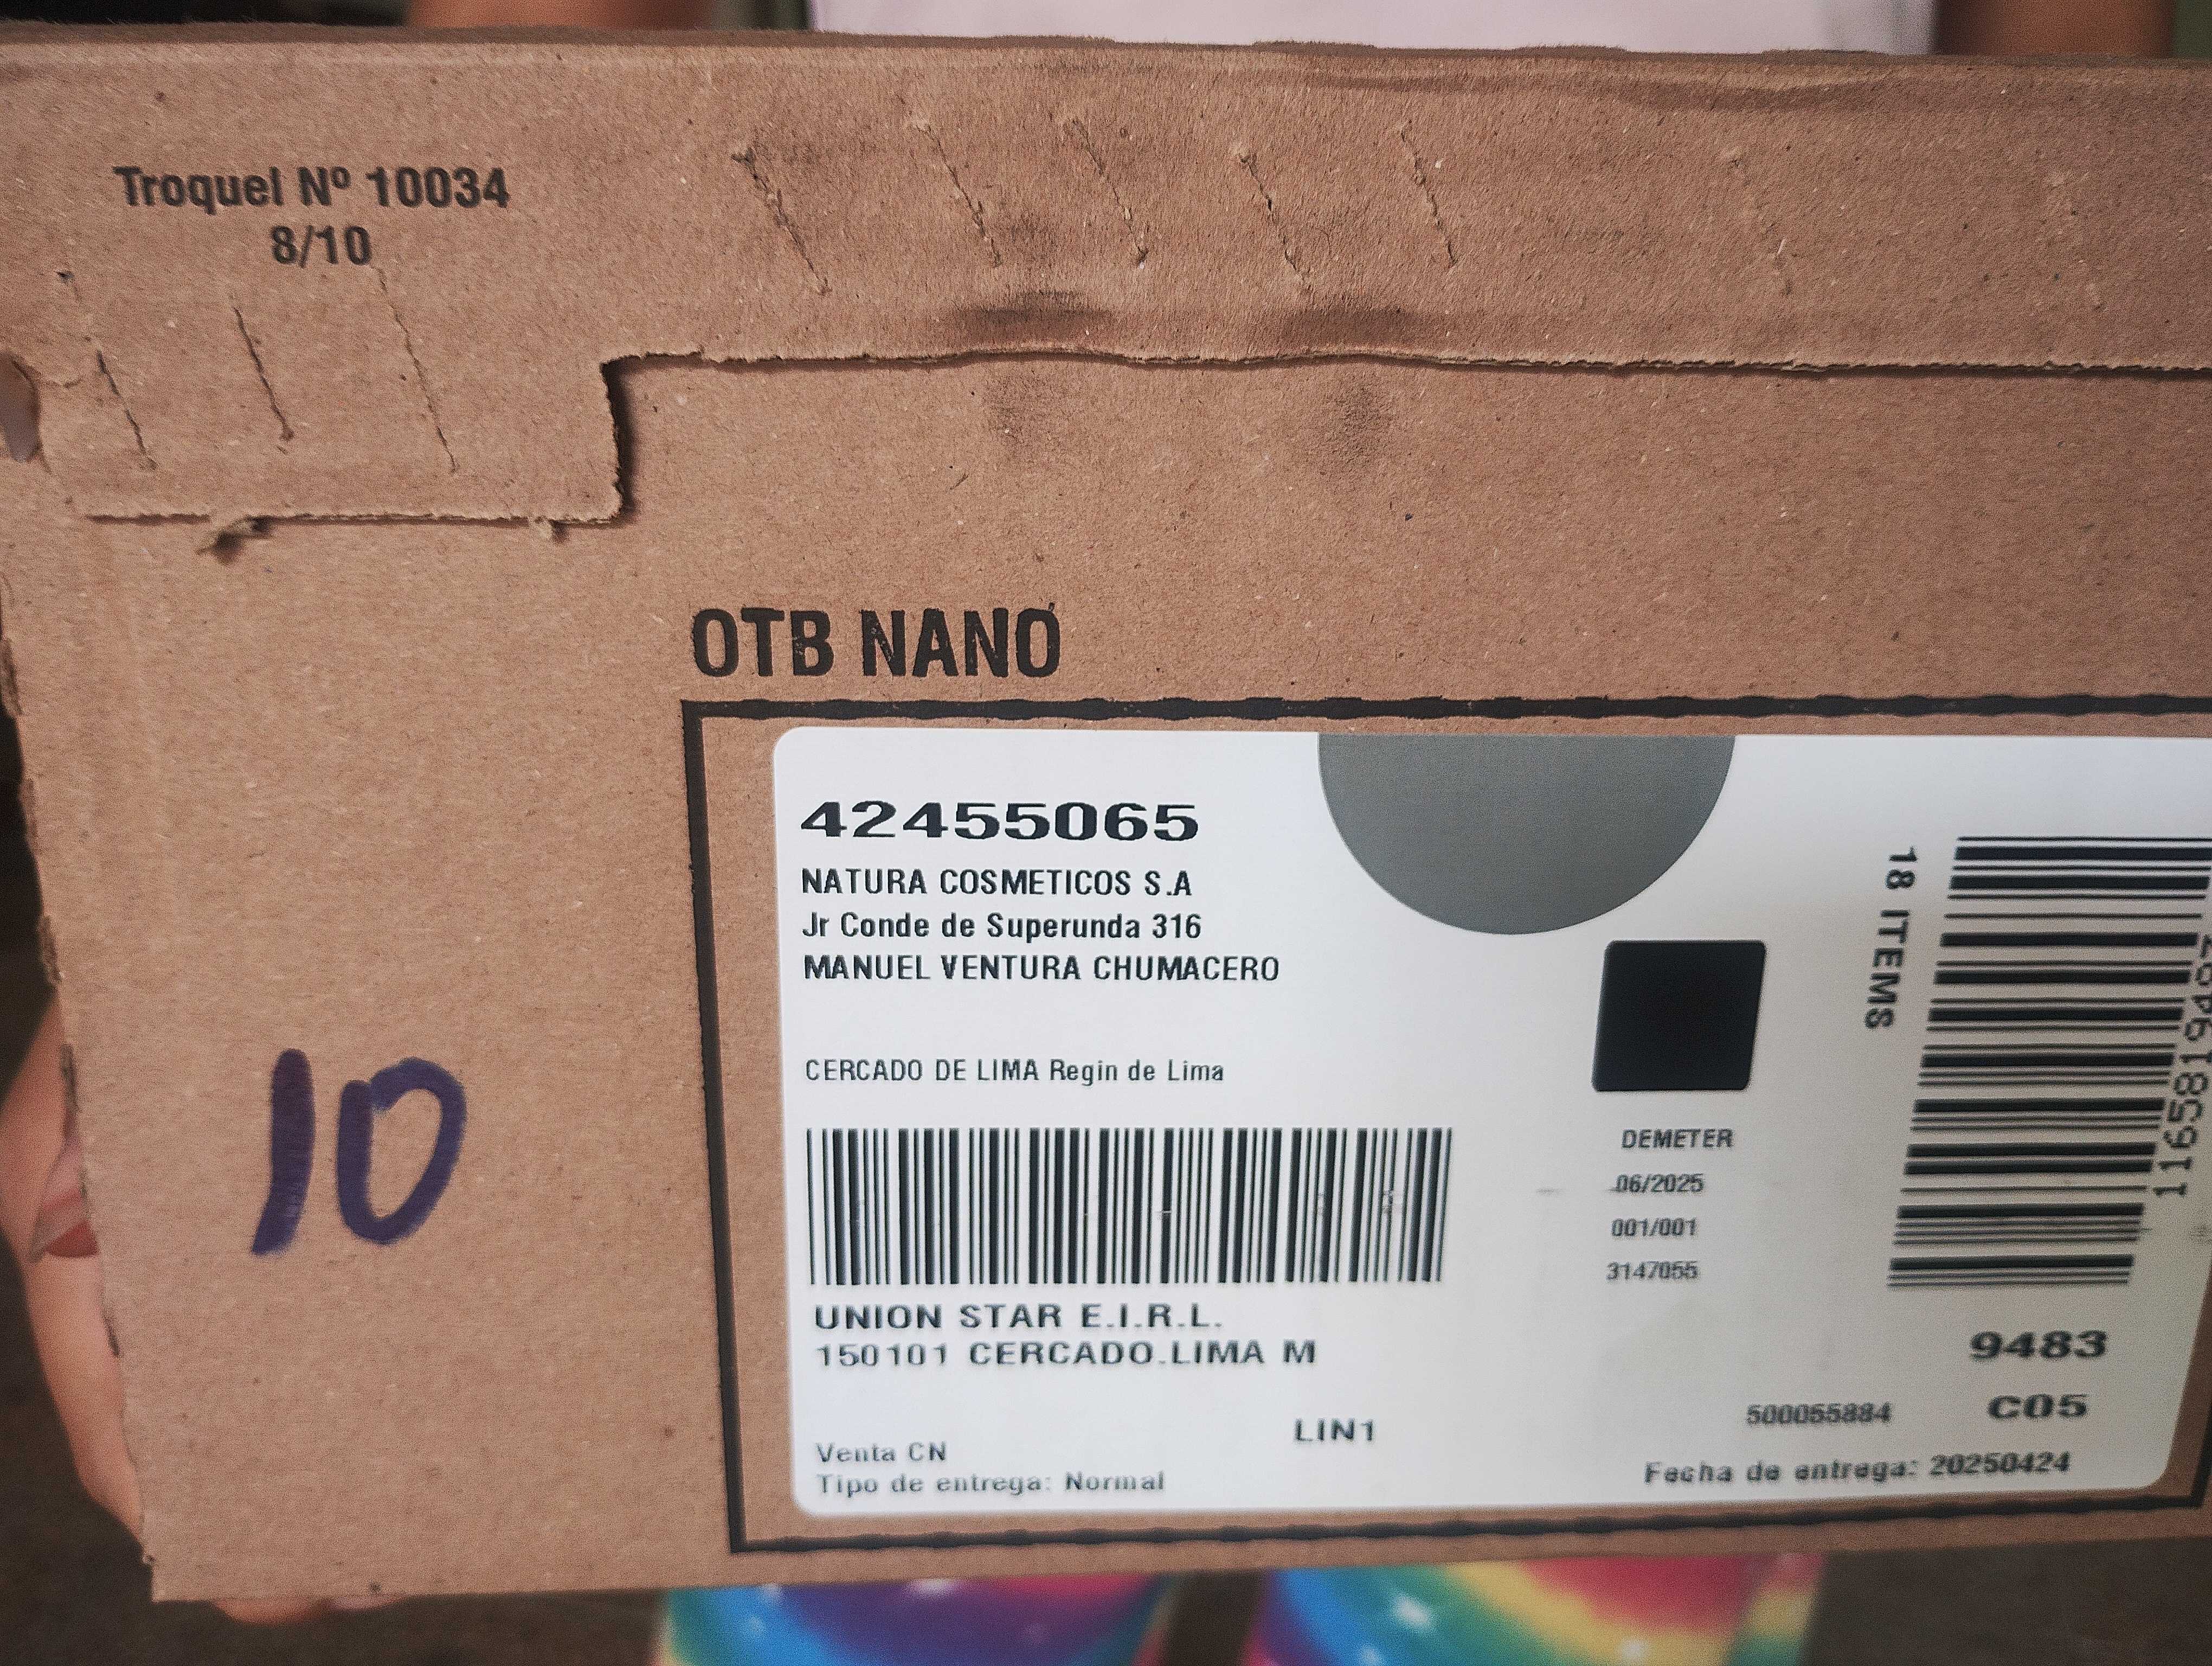 Troquel Nº 10034
8/10
OTB NANO
42455065
NATURA COSMETICOS S.A
Jr Conde de Superunda 316
MANUEL VENTURA CHUMACERO
CERCADO DE LIMA Regin de Lima
18 ITEMS
10
DEMETER
06/2025
001/001
3147055
UNION STAR E.I.R.L.
150101 CERCADO.LIMA M
9483
C05
500055884
LIN1
Venta CN
Tipo de entrega: Normal
Fecha de entrega: 20250424